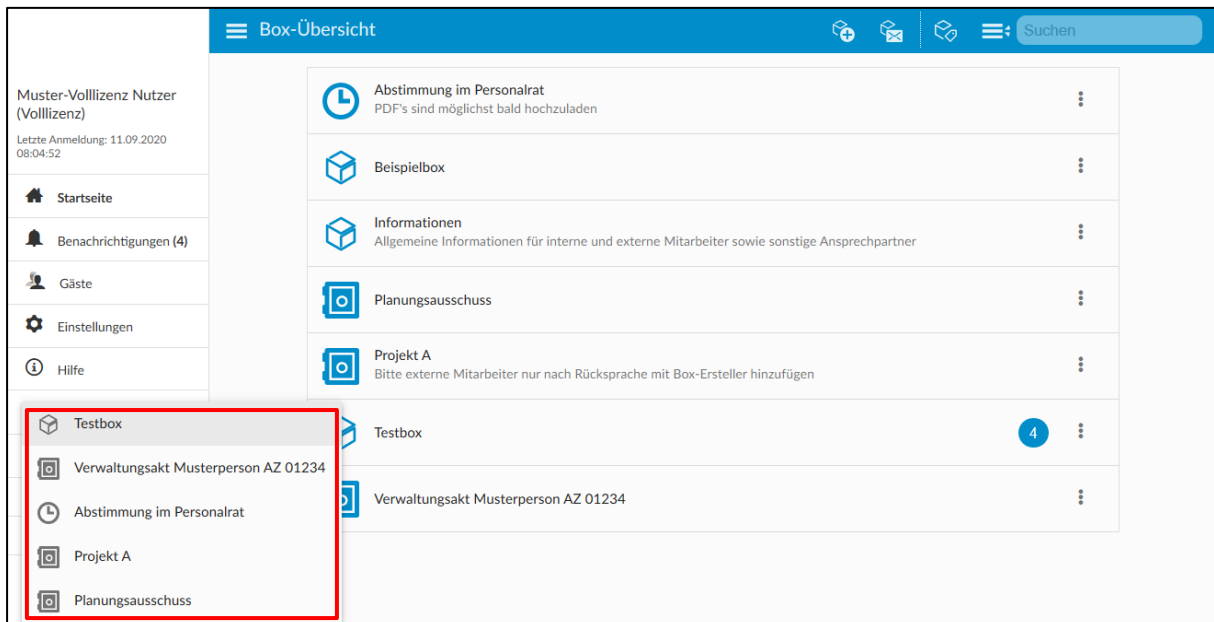 Box-Übersicht
Suchen
Muster-Volllizenz Nutzer
(Volllizenz)
Letzte Anmeldung: 11.09.2020
08:04:52
Startseite
Benachrichtigungen (4)
Gäste
Einstellungen
Hilfe
Testbox
Verwaltungsakt Musterperson AZ 01234
Abstimmung im Personalrat
Projekt A
Planungsausschuss
Abstimmung im Personalrat
PDF's sind möglichst bald hochzuladen
Beispielbox
Informationen
Allgemeine Informationen für interne und externe Mitarbeiter sowie sonstige Ansprechpartner
Planungsausschuss
Projekt A
Bitte externe Mitarbeiter nur nach Rücksprache mit Box-Ersteller hinzufügen
Testbox
4
Verwaltungsakt Musterperson AZ 01234